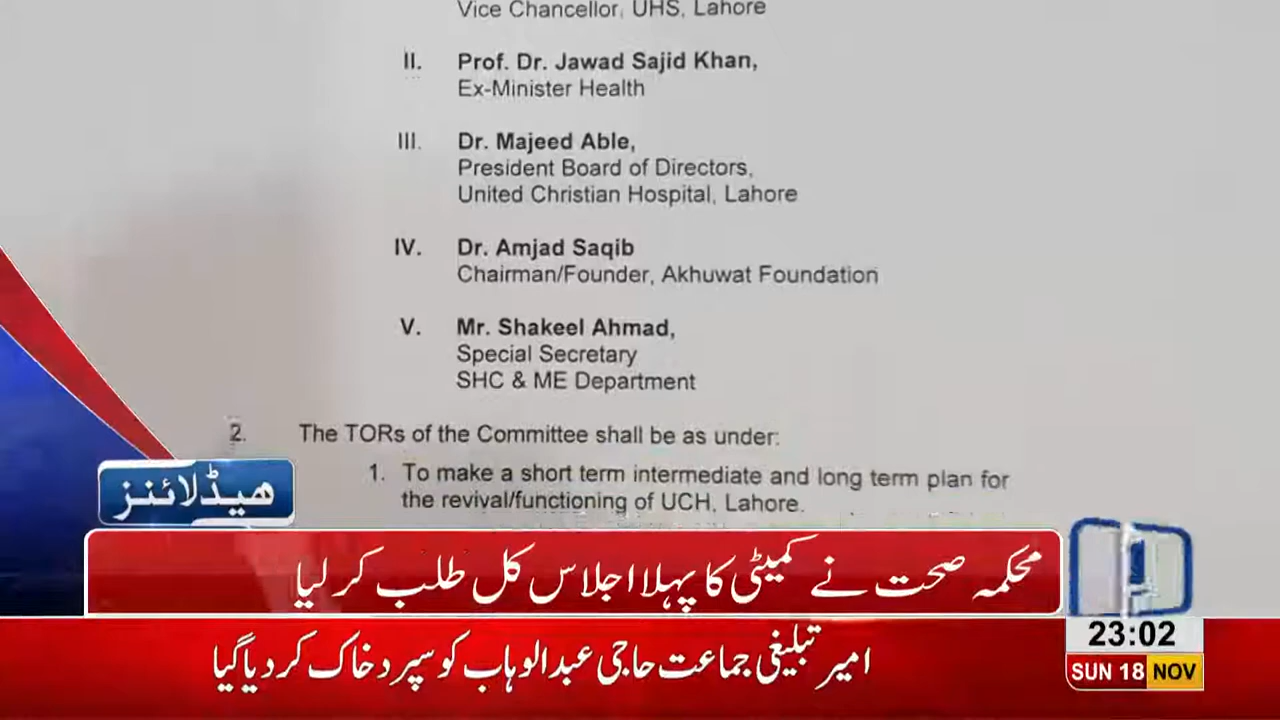 Vice Chancellor, UHS, Lahore
II. Prof. Dr. Jawad Sajid Khan,
Ex-Minister Health
III. Dr. Majeed Able,
President Board of Directors,
United Christian Hospital, Lahore
IV. Dr. Amjad Saqib
Chairman/Founder, Akhuwat Foundation
V. Mr. Shakeel Ahmad,
Special Secretary
SHC & ME Department
2. The TORs of the Committee shall be as under:
1. To make a short term intermediate and long term plan for
the revival/functioning of UCH, Lahore.
ہیڈلائنز
محکمہ صحت نے کمیٹی کا پہلا اجلاس کل طلب کر لیا
23:02
امیر تبلیغی جماعت حاجی عبدالوہاب کو سپرد خاک کر دیا گیا
SUN 18 NOV